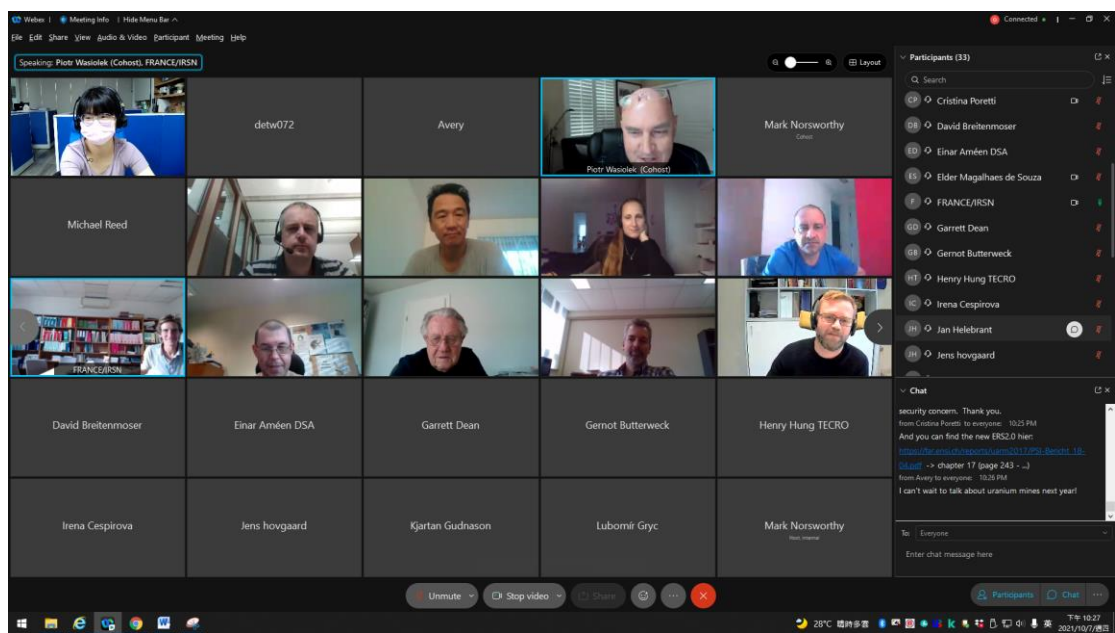 Webex | Meeting Info | Hide Menu Bar
Connected
File Edit Share View Audio & Video Participant Meeting Help
Speaking: Piotr Wasiolek (Cohost), FRANCE/IRSN
Layout
detw072
Avery
Piotr Wasiolek (Cohost)
Mark Norsworthy
Cohost
Michael Reed
FRANCE/IRSN
David Breitenmoser
Einar Améen DSA
Garrett Dean
Gernot Butterweck
Henry Hung TECRO
Irena Cespirova
Jens hovgaard
Kjartan Gudnason
Lubomír Gryc
Mark Norsworthy
Host, internal
Participants (33)
Search
CP Cristina Poretti
DB David Breitenmoser
ED Einar Améen DSA
ES Elder Magalhaes de Souza
F FRANCE/IRSN
GD Garrett Dean
GB Gernot Butterweck
HT Henry Hung TECRO
IC Irena Cespirova
JH Jan Helebrant
JH Jens hovgaard
Chat
security concern. Thank you.
from Cristina Poretti to everyone: 10:25 PM
And you can find the new ERS2.0 hier:
-> chapter 17 (page 243 - ...)
from Avery to everyone: 10:26 PM
I can't wait to talk about uranium mines next year!
To: Everyone
Enter chat message here
Unmute
Stop video
Share
Participants
Chat
28°C
英
下午 10:27
2021/10/7